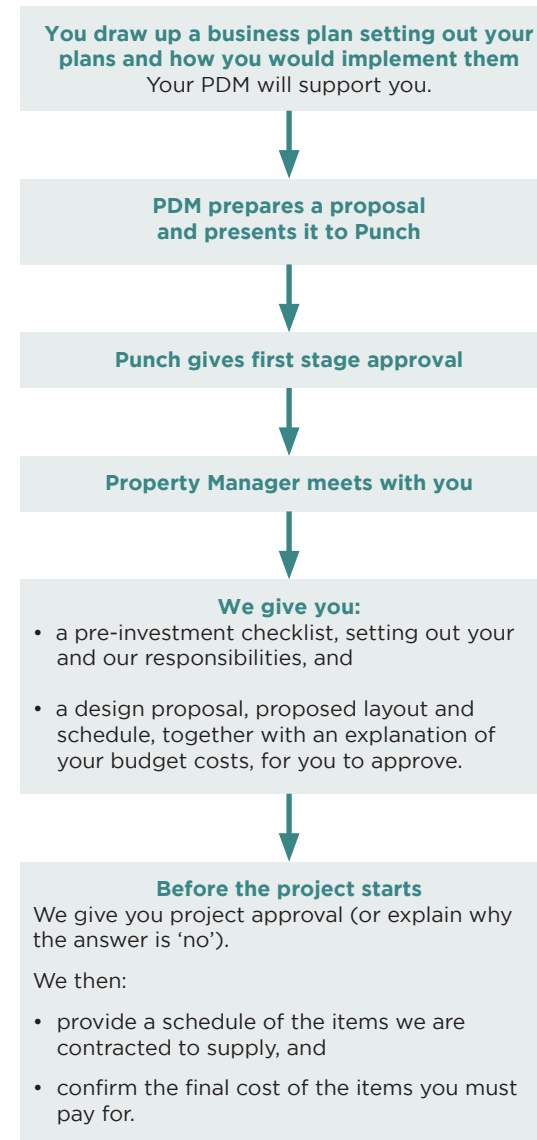 You draw up a business plan setting out your
plans and how you would implement them
Your PDM will support you.
PDM prepares a proposal
and presents it to Punch
Punch gives first stage approval
Property Manager meets with you
We give you:
• a pre-investment checklist, setting out your
and our responsibilities, and
• a design proposal, proposed layout and
schedule, together with an explanation of
your budget costs, for you to approve.
Before the project starts
We give you project approval (or explain why
the answer is ‘no’).
We then:
• provide a schedule of the items we are
contracted to supply, and
• confirm the final cost of the items you must
pay for.